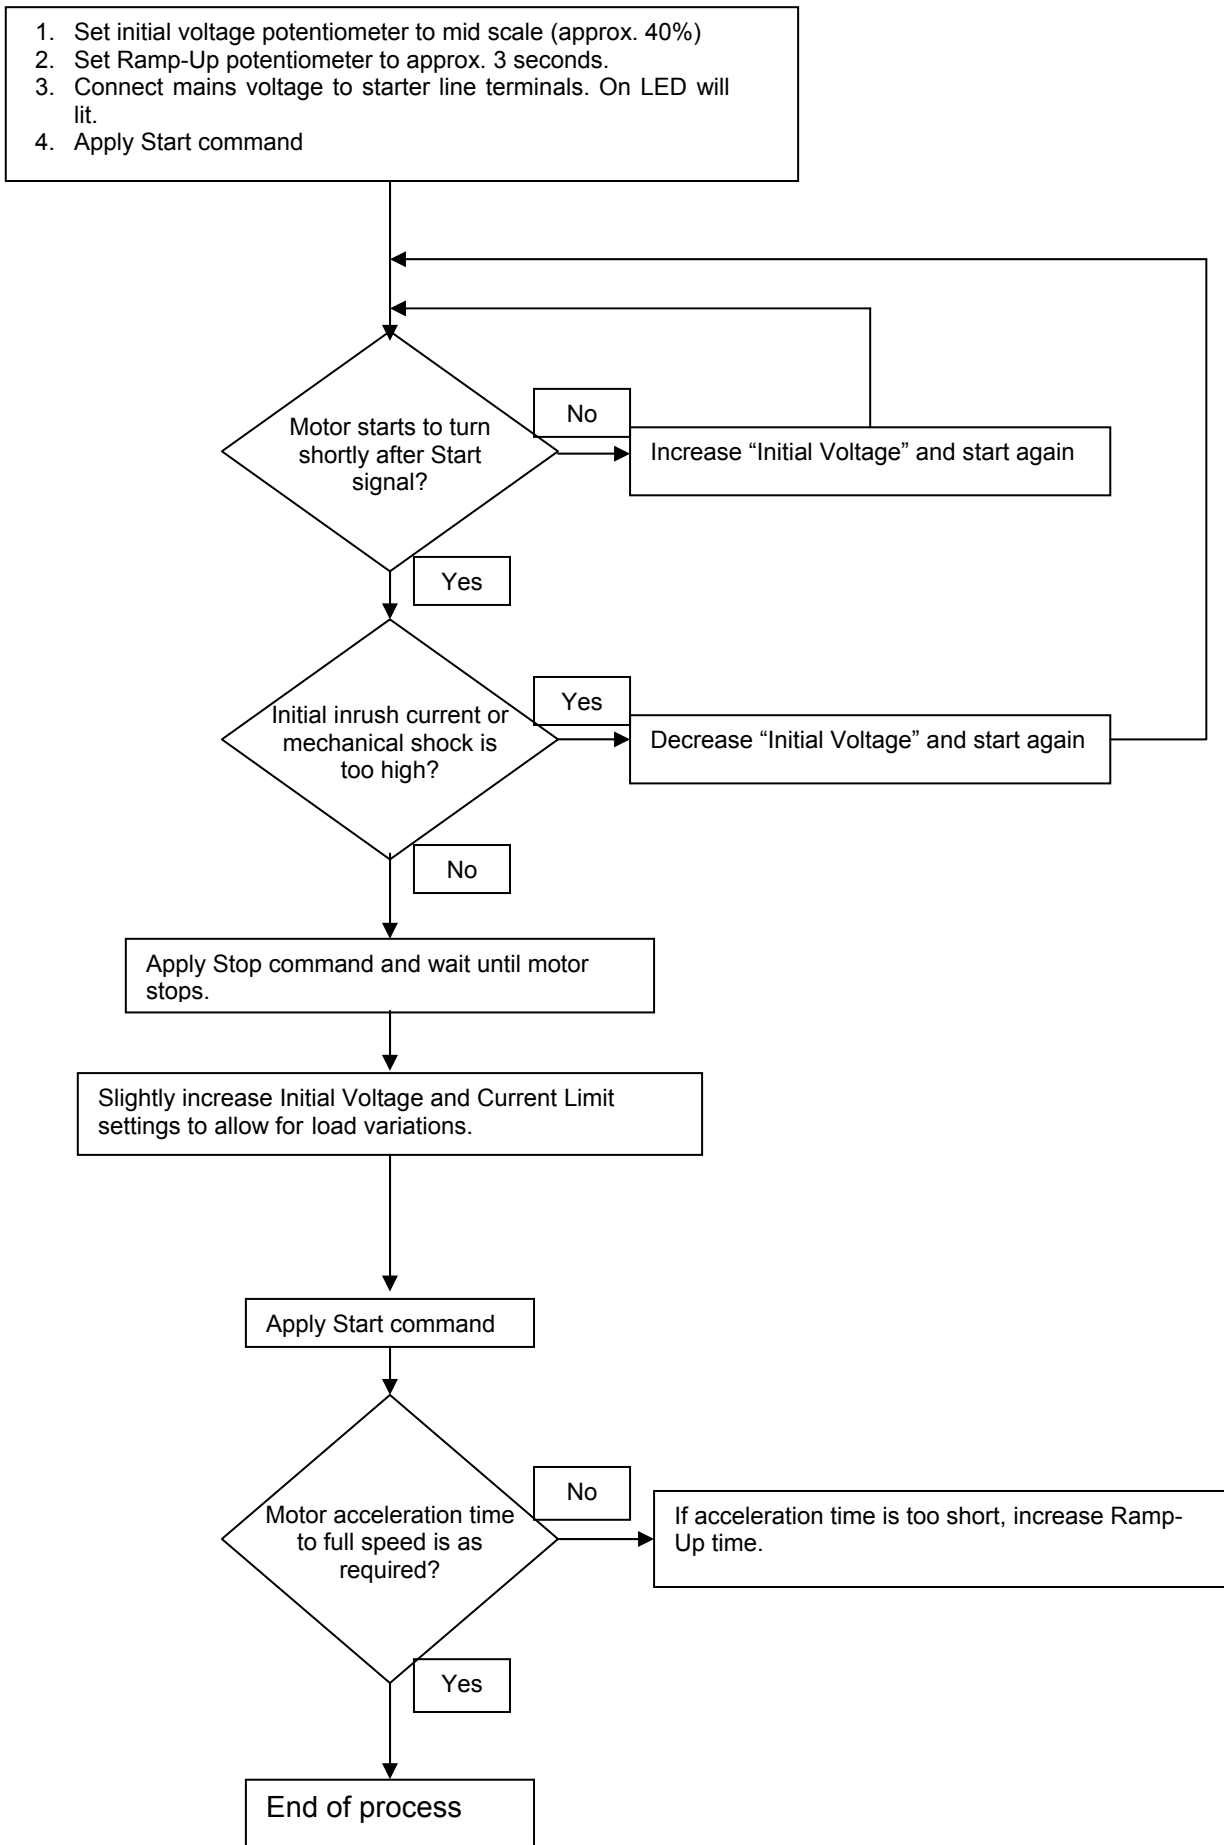 1. Set initial voltage potentiometer to mid scale (approx. 40%)
2. Set Ramp-Up potentiometer to approx. 3 seconds.
3. Connect mains voltage to starter line terminals. On LED will
lit.
4. Apply Start command
Motor starts to turn
shortly after Start
signal?
No
Increase “Initial Voltage” and start again
Yes
Initial inrush current or
mechanical shock is
too high?
Yes
Decrease “Initial Voltage” and start again
No
Apply Stop command and wait until motor
stops.
Slightly increase Initial Voltage and Current Limit
settings to allow for load variations.
Apply Start command
Motor acceleration time
to full speed is as
required?
No
If acceleration time is too short, increase Ramp-
Up time.
Yes
End of process